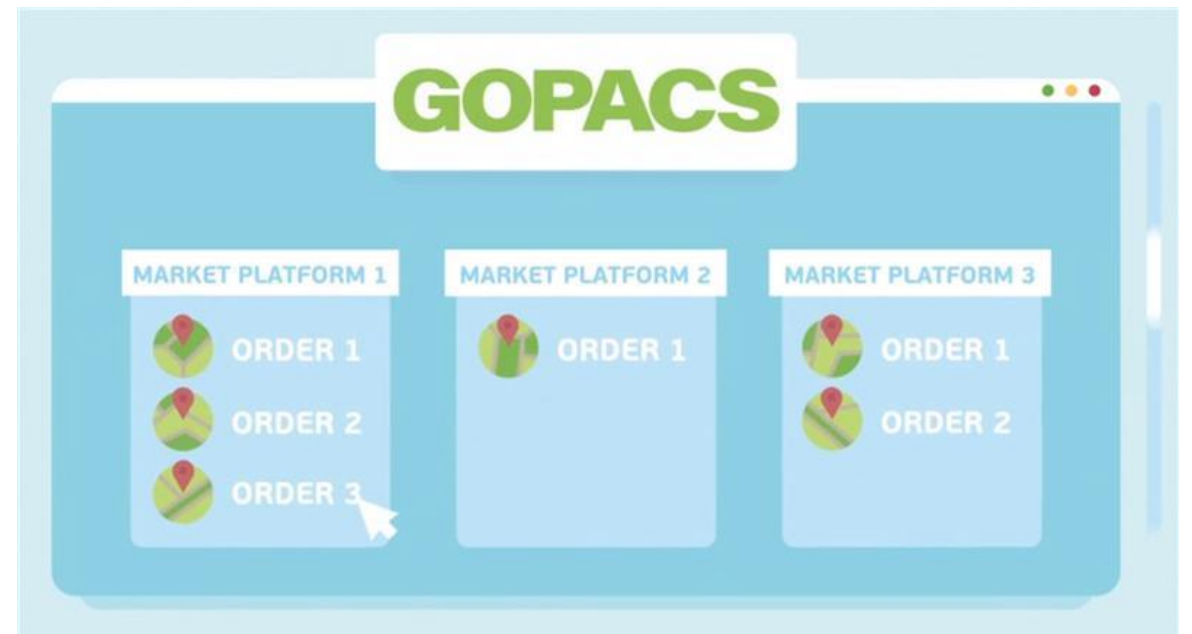 GOPACS
MARKET PLATFORM 1
ORDER 1
ORDER 2
ORDER 3
MARKET PLATFORM 2
ORDER 1
MARKET PLATFORM 3
ORDER 1
ORDER 2